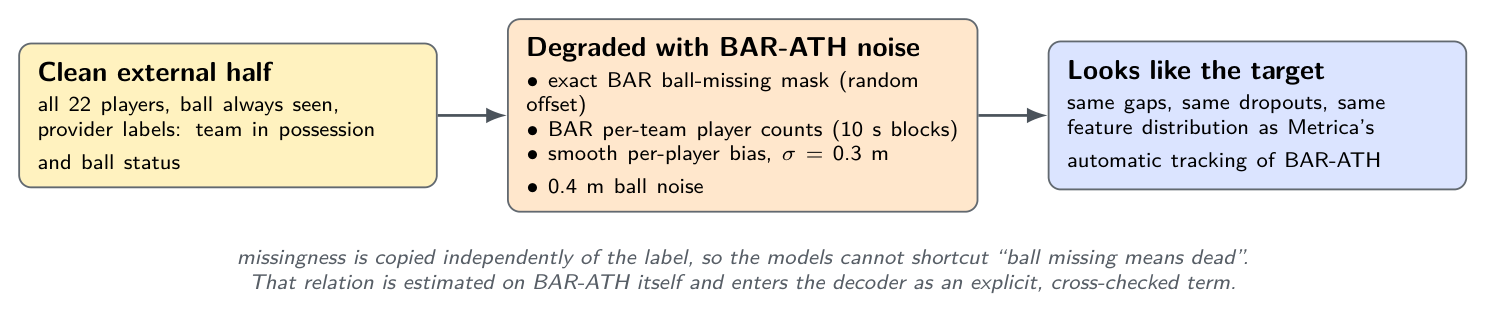 Clean external half
all 22 players, ball always seen,
provider labels: team in possession
and ball status
Degraded with BAR-ATH noise
• exact BAR ball-missing mask (random
offset)
• BAR per-team player counts (10 s blocks)
• smooth per-player bias, σ = 0.3 m
• 0.4 m ball noise
Looks like the target
same gaps, same dropouts, same
feature distribution as Metrica's
automatic tracking of BAR-ATH
missingness is copied independently of the label, so the models cannot shortcut “ball missing means dead”.
That relation is estimated on BAR-ATH itself and enters the decoder as an explicit, cross-checked term.